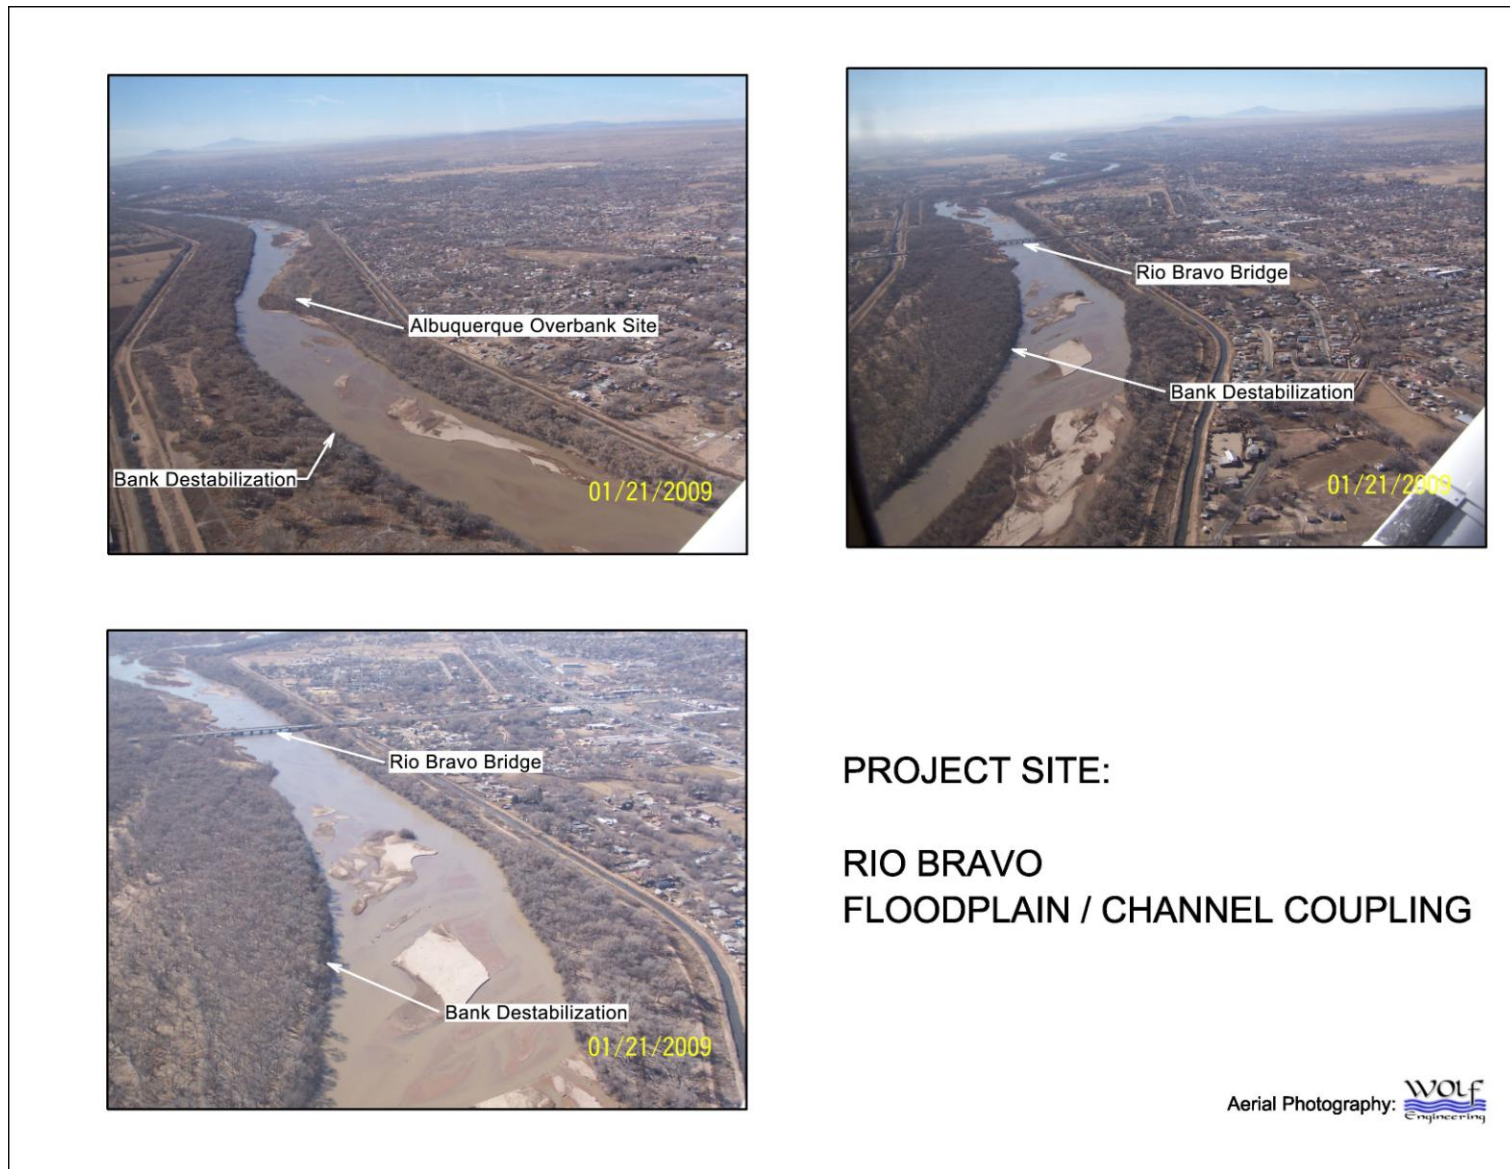 Albuquerque Overbank Site
Bank Destabilization
01/21/2009
Rio Bravo Bridge
Bank Destabilization
01/21/2009
Rio Bravo Bridge
Bank Destabilization
01/21/2009
PROJECT SITE:
RIO BRAVO
FLOODPLAIN / CHANNEL COUPLING
Aerial Photography: WOLF
Engineering